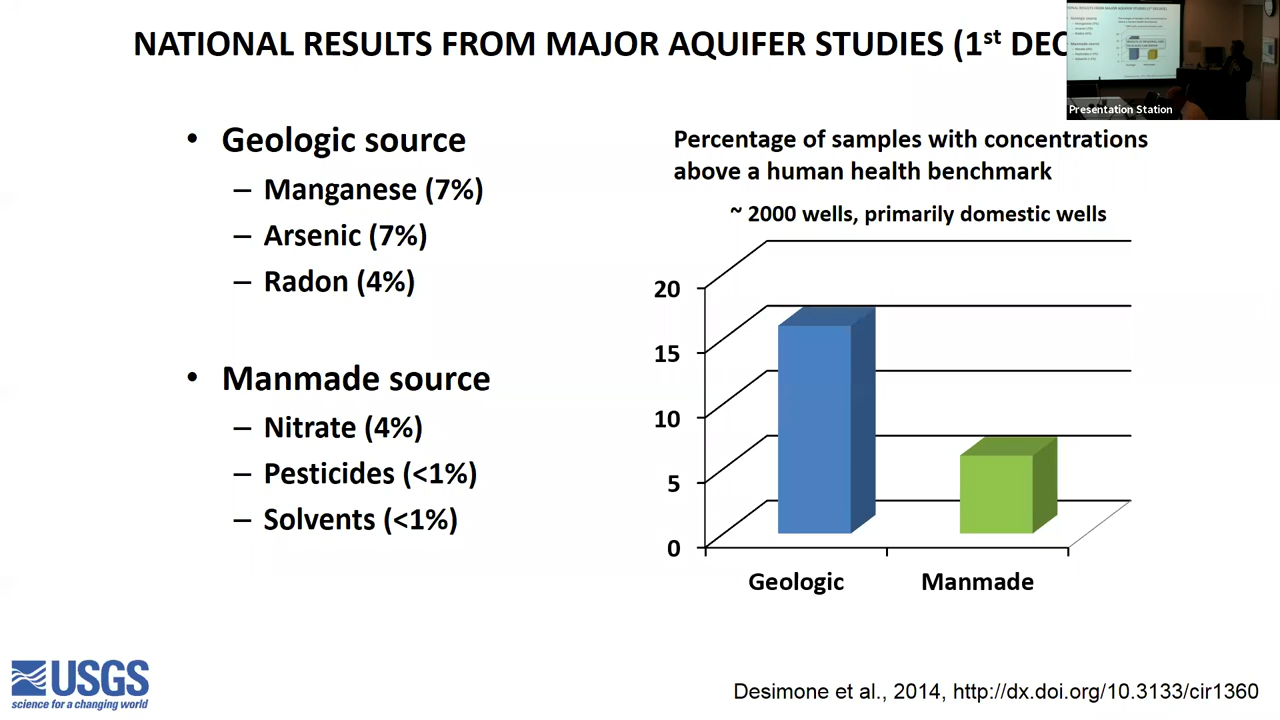 NATIONAL RESULTS FROM MAJOR AQUIFER STUDIES (1st DEC
Presentation Station
• Geologic source
– Manganese (7%)
– Arsenic (7%)
– Radon (4%)
• Manmade source
– Nitrate (4%)
– Pesticides (<1%)
– Solvents (<1%)
Percentage of samples with concentrations
above a human health benchmark
~ 2000 wells, primarily domestic wells
20
15
10
5
0
Geologic
Manmade
USGS
science for a changing world
Desimone et al., 2014, http://dx.doi.org/10.3133/cir1360